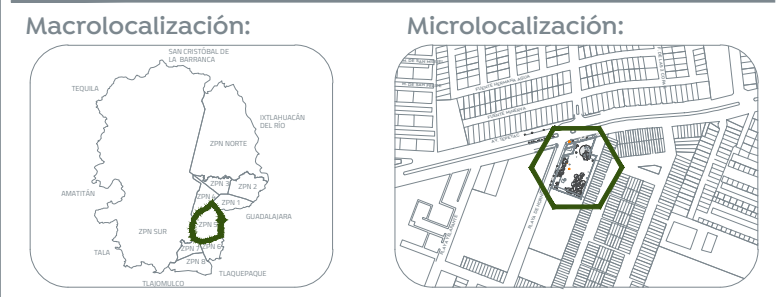 Macrolocalización:
Microlocalización:
SAN CRISTÓBAL DE
LA BARRANCA
TEQUILA
IXTLAHUACÁN
DEL RÍO
ZPN NORTE
ZPN 3
ZPN 2
ZPN 1
AMATITÁN
GUADALAJARA
ZPN SUR
ZPN 5
ZPN 6
TALA
ZPN 8
TLAQUEPAQUE
TLAJOMULCO